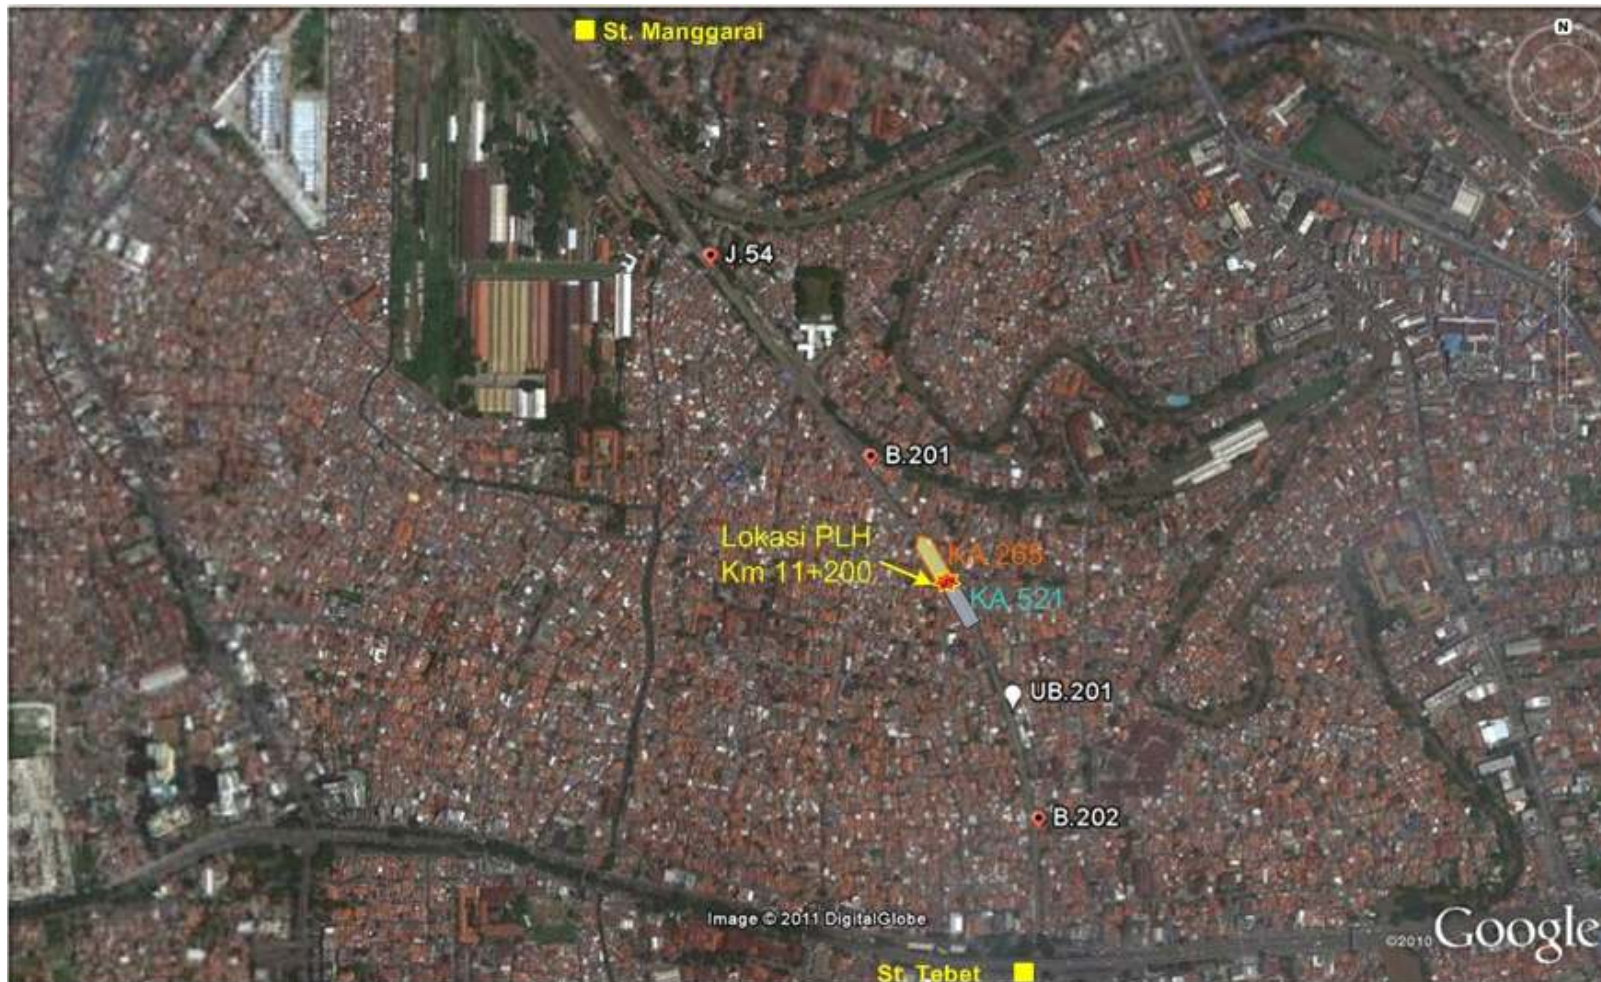 St. Manggarai
N
J.54
B.201
Lokasi PLH
Km 11+200
KA 265
KA 521
UB.201
B.202
Image © 2011 DigitalGlobe
©2010 Google
St. Tebet